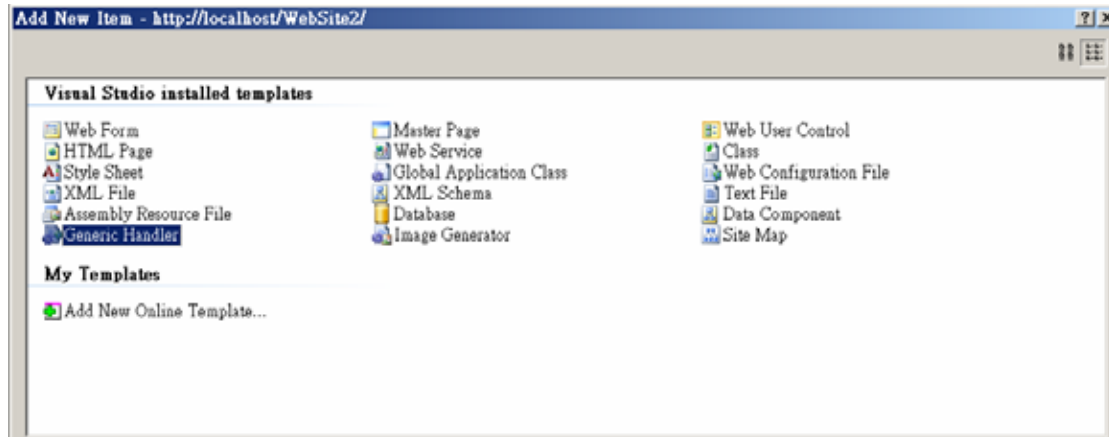 Add New Item - http://localhost/WebSite2/
Visual Studio installed templates
Web Form Master Page Web User Control
HTML Page Web Service Class
Style Sheet Global Application Class Web Configuration File
XML File XML Schema Text File
Assembly Resource File Database Data Component
Generic Handler Image Generator Site Map
My Templates
Add New Online Template...